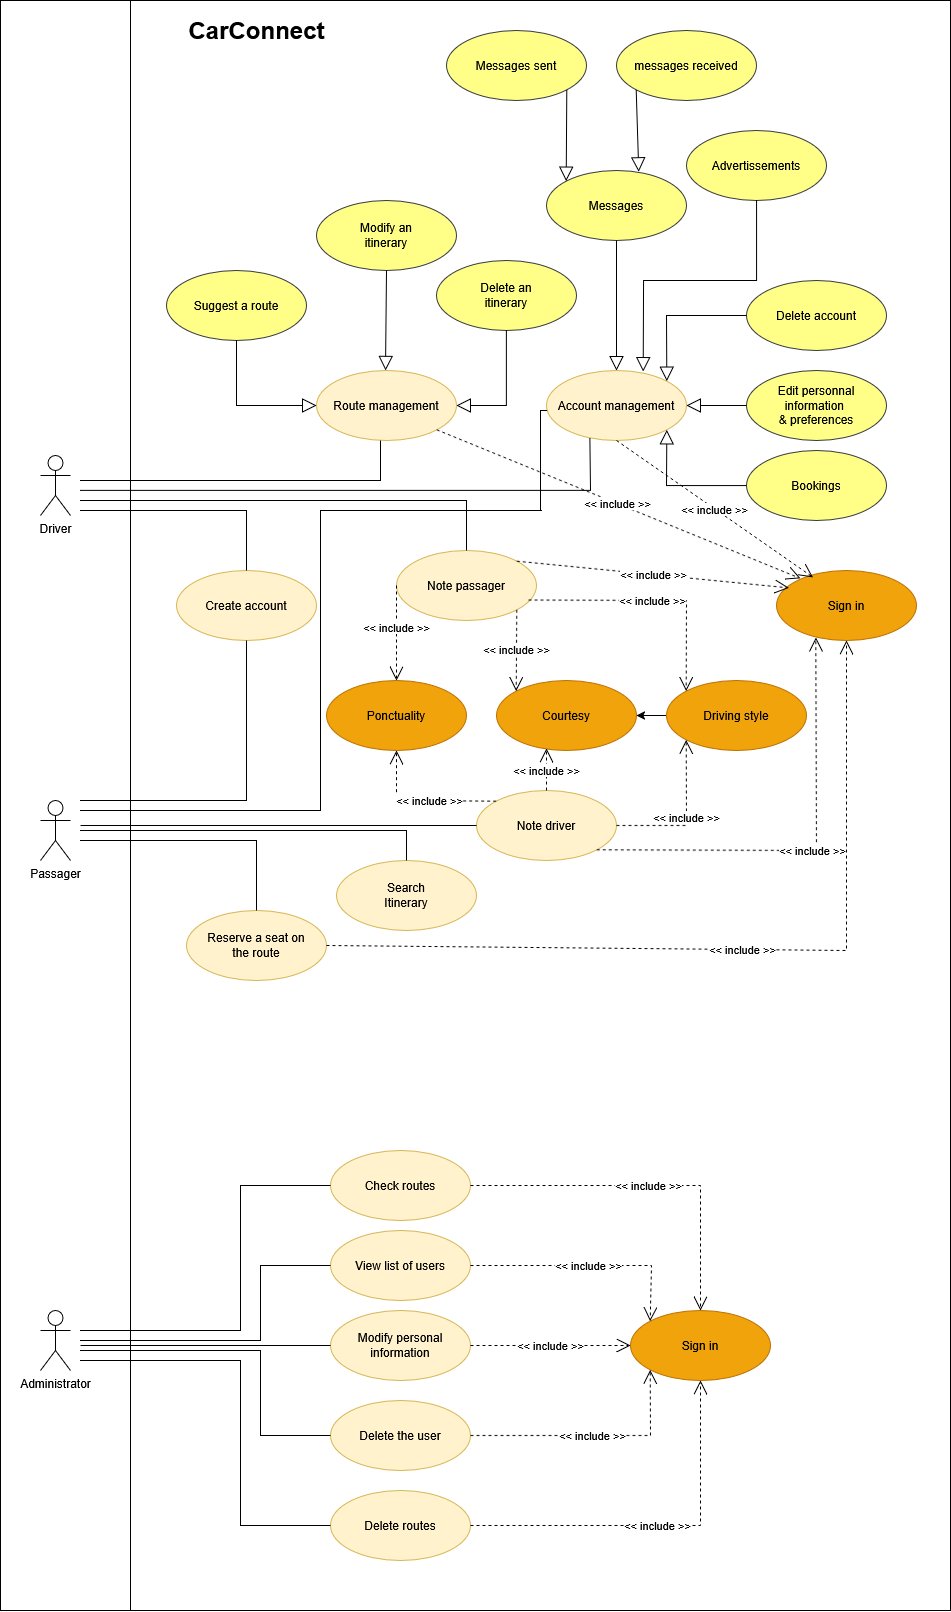 CarConnect
Messages sent
messages received
Advertissements
Messages
Modify an
itinerary
Delete an
itinerary
Suggest a route
Delete account
Edit personnal
information
& preferences
Route management
Account management
Bookings
<< include >>
<< include >>
Driver
Note passager
<< include >>
Create account
<< include >>
Sign in
<< include >>
<< include >>
Ponctuality
Courtesy
Driving style
<< include >>
<< include >>
<< include >>
Note driver
<< include >>
Passager
Search
Itinerary
Reserve a seat on
the route
<< include >>
Check routes
<< include >>
View list of users
<< include >>
Modify personal
information
<< include >>
Sign in
Administrator
Delete the user
<< include >>
Delete routes
<< include >>